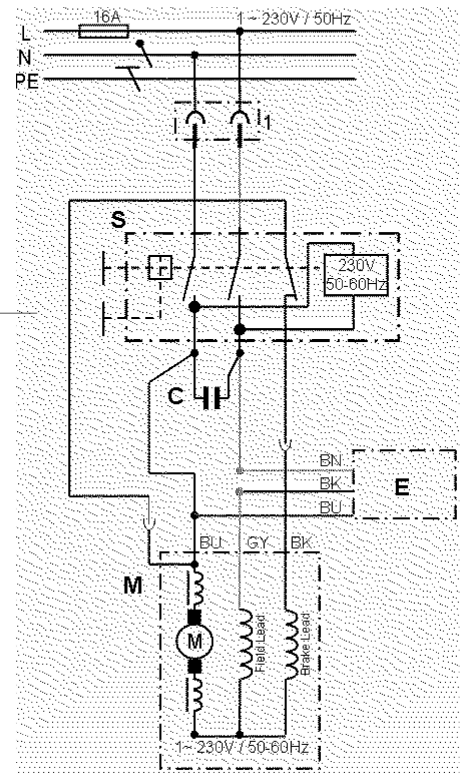 16A
1 ~ 230V / 50Hz
L
N
PE
1
S
230V
50-60Hz
C
BN
BK
E
BU
BU
GY
BK
M
M
Field Lead
Brake Lead
1~ 230V / 50-60Hz